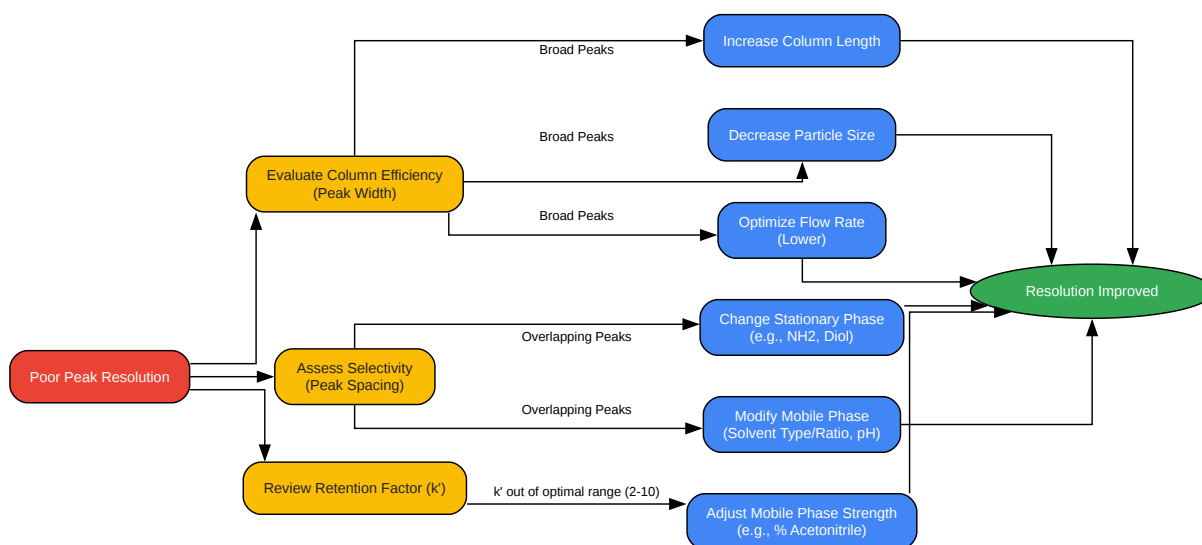 Increase Column Length
Broad Peaks
Decrease Particle Size
Broad Peaks
Evaluate Column Efficiency
(Peak Width)
Broad Peaks
Optimize Flow Rate
(Lower)
Resolution Improved
Change Stationary Phase
(e.g., NH2, Diol)
Overlapping Peaks
Poor Peak Resolution
Assess Selectivity
(Peak Spacing)
Overlapping Peaks
Modify Mobile Phase
(Solvent Type/Ratio, pH)
Review Retention Factor (k')
k' out of optimal range (2-10)
Adjust Mobile Phase Strength
(e.g., % Acetonitrile)